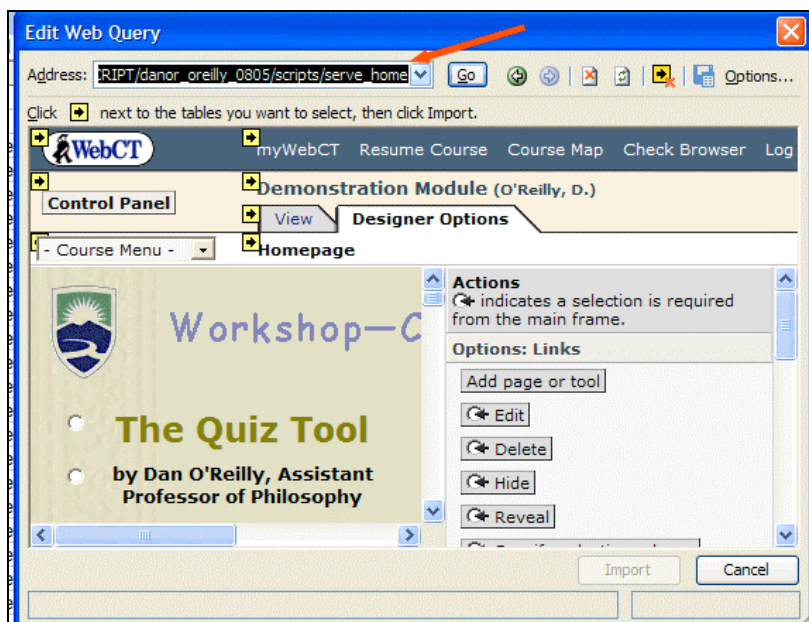 Edit Web Query
Address: :RIPT/danor_oreilly_0805/scripts/serve_home Go Options...
Click next to the tables you want to select, then click Import.
WebCT myWebCT Resume Course Course Map Check Browser Log
Control Panel Demonstration Module (O'Reilly, D.)
View Designer Options
- Course Menu - Homepage
Workshop—C
The Quiz Tool
by Dan O'Reilly, Assistant
Professor of Philosophy
Actions
indicates a selection is required
from the main frame.
Options: Links
Add page or tool
Edit
Delete
Hide
Reveal
Import Cancel